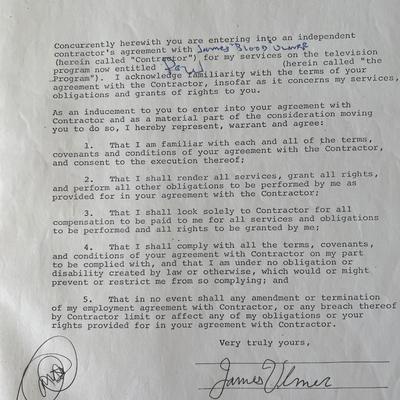 Concurrently herewith you are entering into an independent
contractor's agreement with James "Blood" Ulmer
(herein called "Contractor") for my services on the television
program now entitled (herein called "the
Program"). I acknowledge familiarity with the terms of your
agreement with the Contractor, insofar as it concerns my services,
obligations and grants of rights to you.
As an inducement to you to enter into your agreement with
Contractor and as a material part of the consideration moving
you to do so, I hereby represent, warrant and agree:
1. That I am familiar with each and all of the terms,
covenants and conditions of your agreement with the Contractor,
and consent to the execution thereof;
2. That I shall render all services, grant all rights,
and perform all other obligations to be performed by me as
provided for in your agreement with the Contractor;
3. That I shall look solely to Contractor for all
compensation to be paid to me for all services and obligations
to be performed and all rights to be granted by me;
4. That I shall comply with all the terms, covenants,
and conditions of your agreement with Contractor on my part
to be complied with, and that I am under no obligation or
disability created by law or otherwise, which would or might
prevent or restrict me from so complying; and
5. That in no event shall any amendment or termination
of my employment agreement with Contractor, or any breach thereof
by Contractor limit or affect any of my obligations or your
rights provided for in your agreement with Contractor.
Very truly yours,
James Ulmer